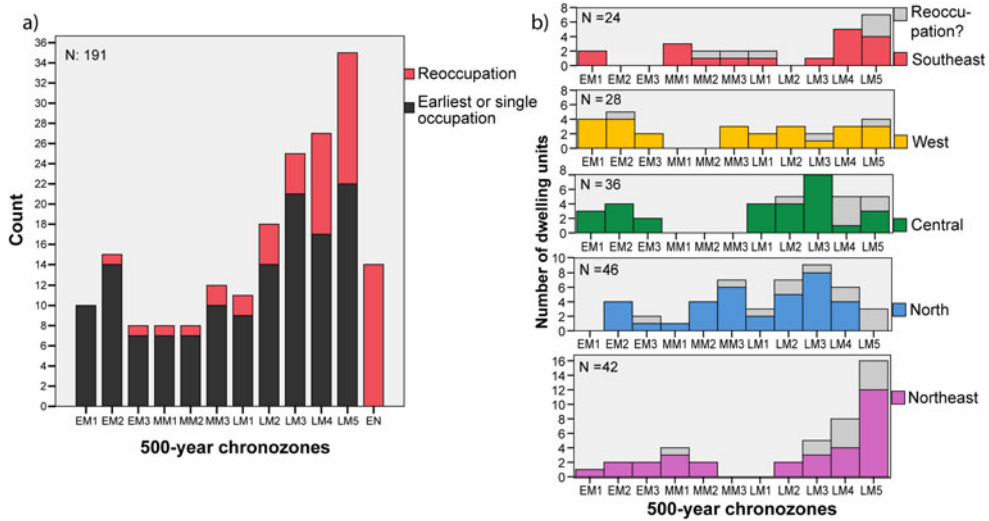 a)
N: 191
Reoccupation
Earliest or single
occupation
Count
36
34
32
30
28
26
24
22
20
18
16
14
12
10
8
6
4
2
0
EM1 EM2 EM3 MM1 MM2 MM3 LM1 LM2 LM3 LM4 LM5 EN
500-year chronozones
b)
Number of dwelling units
N =24
8
6
4
2
0
EM1 EM2 EM3 MM1 MM2 MM3 LM1 LM2 LM3 LM4 LM5
Reoccu-
pation?
Southeast
N =28
8
6
4
2
0
EM1 EM2 EM3 MM1 MM2 MM3 LM1 LM2 LM3 LM4 LM5
West
N =36
8
6
4
2
0
EM1 EM2 EM3 MM1 MM2 MM3 LM1 LM2 LM3 LM4 LM5
Central
N =46
10
8
6
4
2
0
EM1 EM2 EM3 MM1 MM2 MM3 LM1 LM2 LM3 LM4 LM5
North
N =42
16
14
12
10
8
6
4
2
0
EM1 EM2 EM3 MM1 MM2 MM3 LM1 LM2 LM3 LM4 LM5
Northeast
500-year chronozones